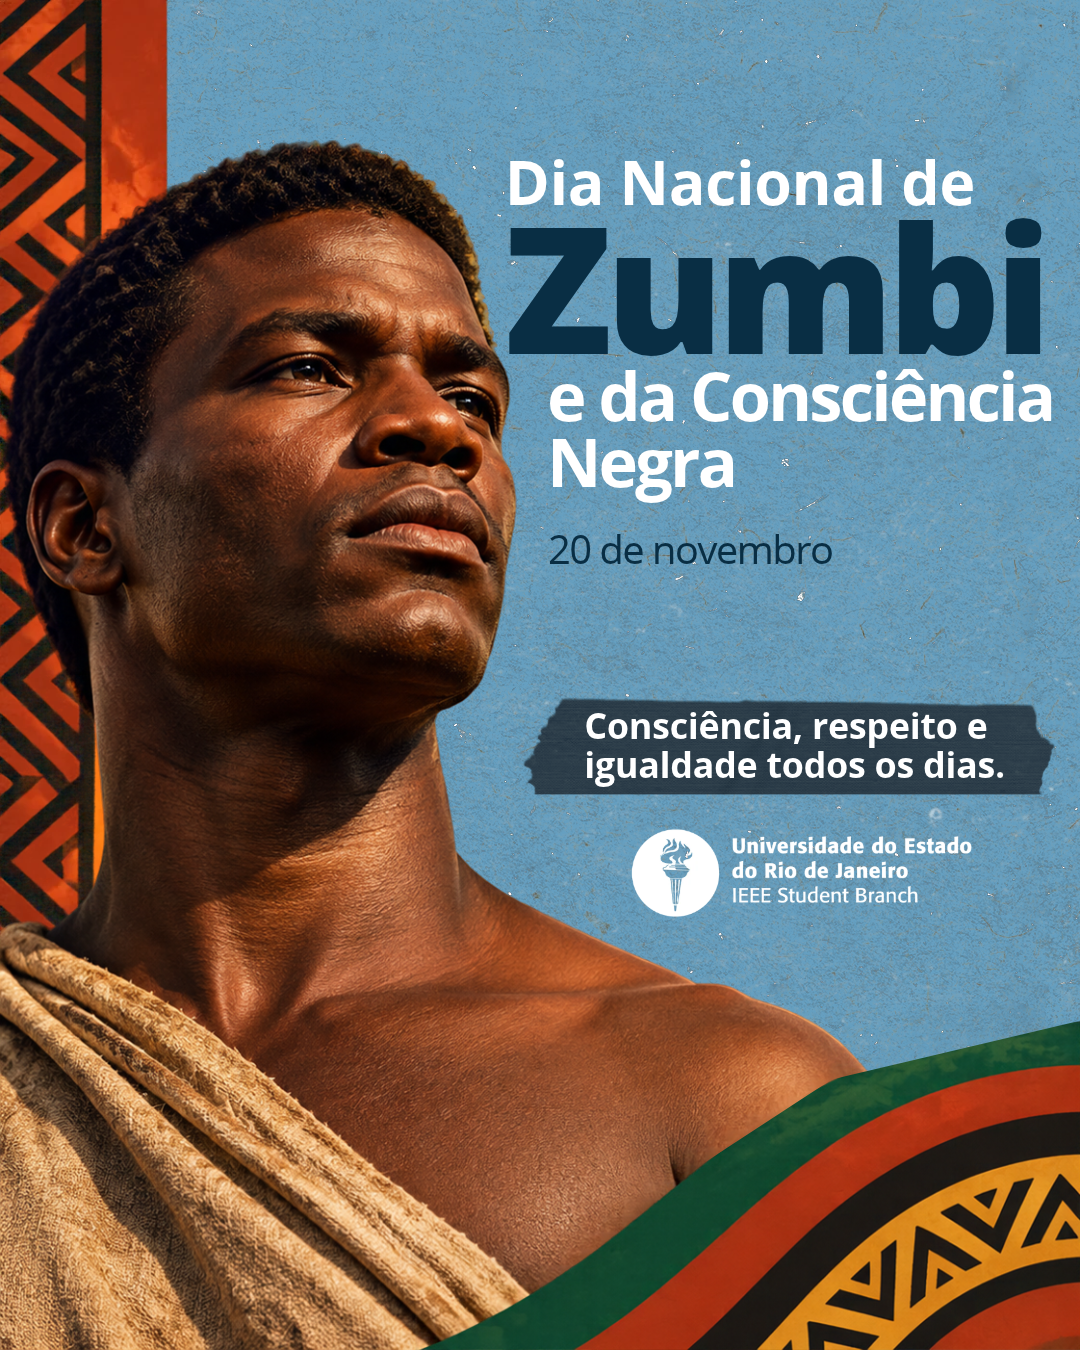 Dia Nacional de
Zumbi
e da Consciência
Negra
20 de novembro
Consciência, respeito e
igualdade todos os dias.
Universidade do Estado
do Rio de Janeiro
IEEE Student Branch